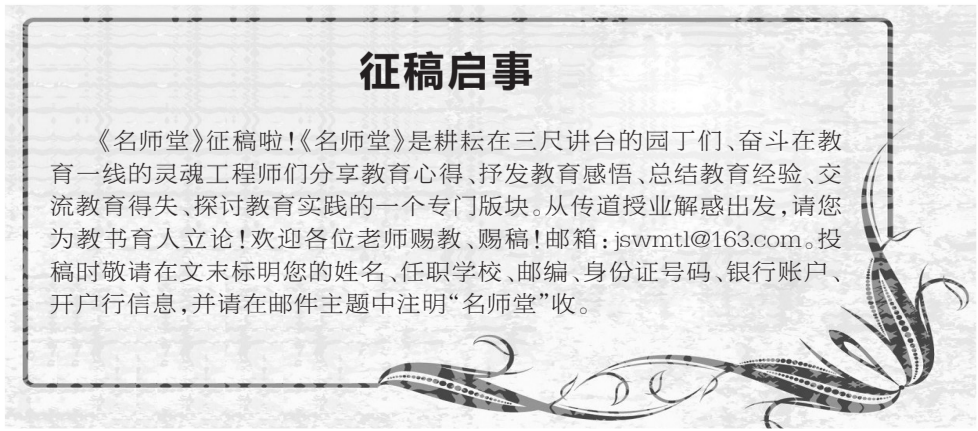 征稿启事
《名师堂》征稿啦！《名师堂》是耕耘在三尺讲台的园丁们、奋斗在教
育一线的灵魂工程师们分享教育心得、抒发教育感悟、总结教育经验、交
流教育得失、探讨教育实践的一个专门版块。从传道授业解惑出发，请您
为教书育人立论！欢迎各位老师赐教、赐稿！邮箱：jswmtl@163.com。投
稿时敬请在文末标明您的姓名、任职学校、邮编、身份证号码、银行账户、
开户行信息，并请在邮件主题中注明“名师堂”收。